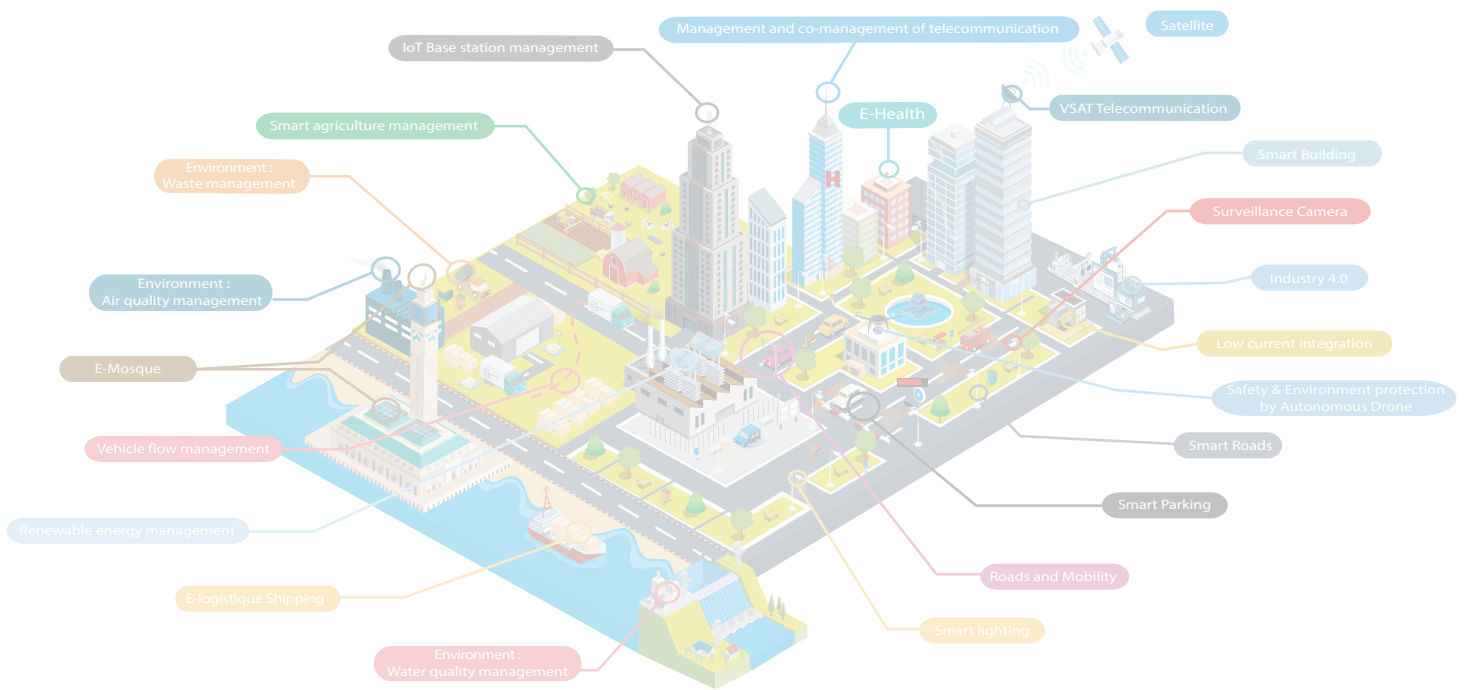 Management and co-management of telecommunication
Satellite
IoT Base station management
VSAT Telecommunication
E-Health
Smart agriculture management
Smart Building
Environment :
Waste management
Surveillance Camera
Industry 4.0
Environment :
Air quality management
Low current integration
E-Mosque
Safety & Environment protection
by Autonomous Drone
Smart Roads
Vehicle flow management
Smart Parking
Renewable energy management
Roads and Mobility
E-logistique Shipping
Smart lighting
Environment :
Water quality management
H